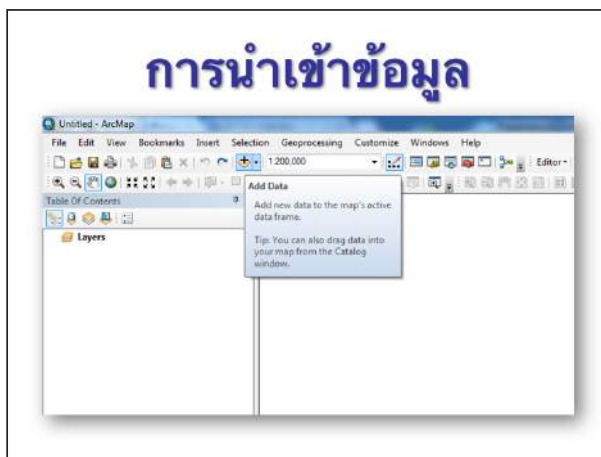 การนำเข้าข้อมูล
Untitled - ArcMap
File Edit View Bookmarks Insert Selection Geoprocessing Customize Windows Help
1:200,000 Editor
Table Of Contents
Layers
Add Data
Add new data to the map's active
data frame.
Tip: You can also drag data into
your map from the Catalog
window.